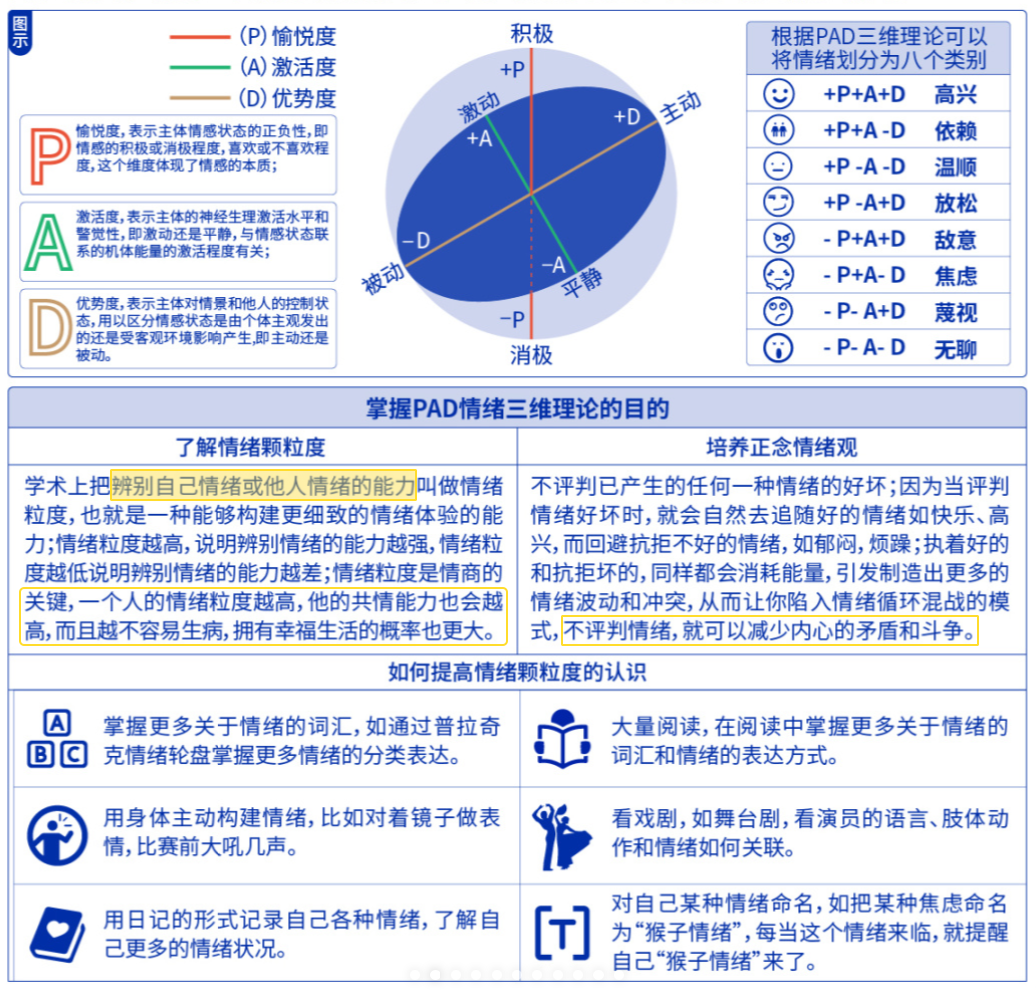 图示
(P) 愉悦度
(A) 激活度
(D) 优势度
P
愉悦度，表示主体情感状态的正负性，即
情感的积极或消极程度，喜欢或不喜欢程
度，这个维度体现了情感的本质；
A
激活度，表示主体的神经生理激活水平和
警觉性，即激动还是平静，与情感状态联
系的机体能量的激活程度有关；
D
优势度，表示主体对情景和他人的控制状
态，用以区分情感状态是由个体主观发出
的还是受客观环境影响产生，即主动还是
被动。
积极
+P
激动
+A
+D
主动
-D
被动
-A
平静
-P
消极
根据PAD三维理论可以
将情绪划分为八个类别
+P+A+D 高兴
+P+A -D 依赖
+P -A -D 温顺
+P -A+D 放松
- P+A+D 敌意
- P+A- D 焦虑
- P- A+D 蔑视
- P- A- D 无聊
掌握PAD情绪三维理论的目的
了解情绪颗粒度
学术上把辨别自己情绪或他人情绪的能力叫做情绪
粒度，也就是一种能够构建更细致的情绪体验的能
力；情绪粒度越高，说明辨别情绪的能力越强，情绪粒
度越低说明辨别情绪的能力越差；情绪粒度是情商的
关键，一个人的情绪粒度越高，他的共情能力也会越
高，而且越不容易生病，拥有幸福生活的概率也更大。
培养正念情绪观
不评判已产生的任何一种情绪的好坏；因为当评判
情绪好坏时，就会自然去追随好的情绪如快乐、高
兴，而回避抗拒不好的情绪，如郁闷，烦躁；执着好的
和抗拒坏的，同样都会消耗能量，引发制造出更多的
情绪波动和冲突，从而让你陷入情绪循环混战的模
式，不评判情绪，就可以减少内心的矛盾和斗争。
如何提高情绪颗粒度的认识
A
B C
掌握更多关于情绪的词汇，如通过普拉奇
克情绪轮盘掌握更多情绪的分类表达。
大量阅读，在阅读中掌握更多关于情绪的
词汇和情绪的表达方式。
用身体主动构建情绪，比如对着镜子做表
情，比赛前大吼几声。
看戏剧，如舞台剧，看演员的语言、肢体动
作和情绪如何关联。
用日记的形式记录自己各种情绪，了解自
己更多的情绪状况。
T
对自己某种情绪命名，如把某种焦虑命名
为“猴子情绪”，每当这个情绪来临，就提醒
自己“猴子情绪”来了。